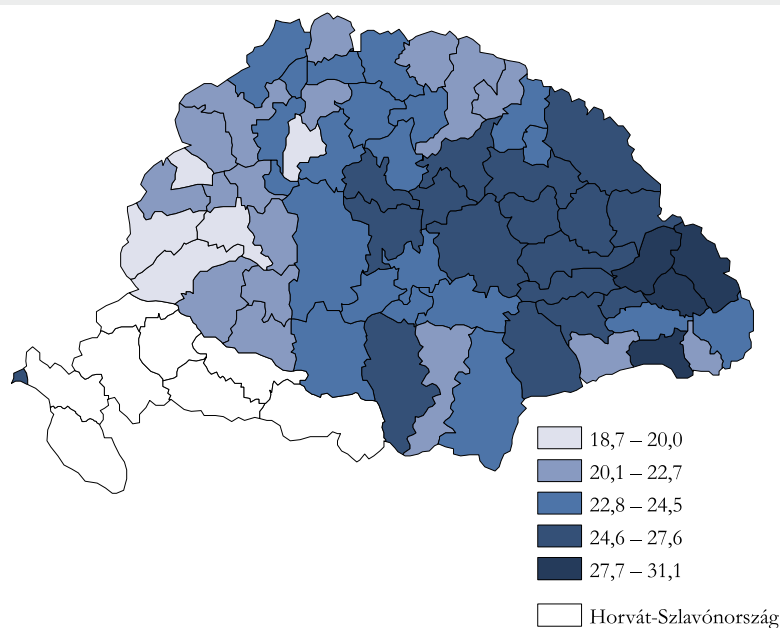 18,7 – 20,0
20,1 – 22,7
22,8 – 24,5
24,6 – 27,6
27,7 – 31,1
Horvát-Szlavónország